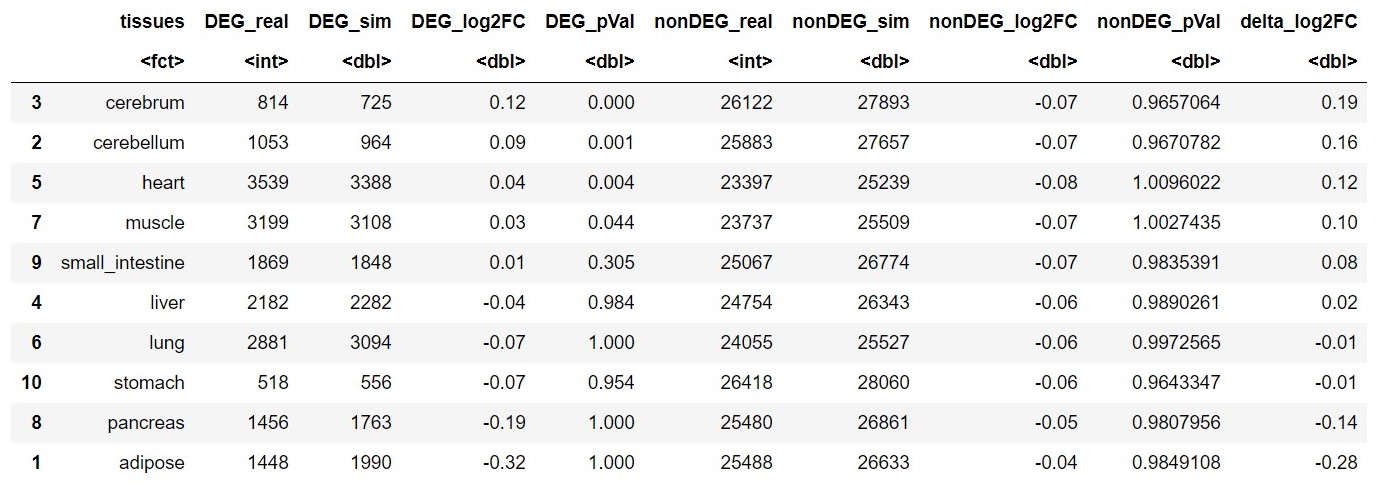 tissues DEG_real DEG_sim DEG_log2FC DEG_pVal nonDEG_real nonDEG_sim nonDEG_log2FC nonDEG_pVal delta_log2FC
<fct> <int> <dbl> <dbl> <dbl> <int> <dbl> <dbl> <dbl> <dbl>
3 cerebrum 814 725 0.12 0.000 26122 27893 -0.07 0.9657064 0.19
2 cerebellum 1053 964 0.09 0.001 25883 27657 -0.07 0.9670782 0.16
5 heart 3539 3388 0.04 0.004 23397 25239 -0.08 1.0096022 0.12
7 muscle 3199 3108 0.03 0.044 23737 25509 -0.07 1.0027435 0.10
9 small_intestine 1869 1848 0.01 0.305 25067 26774 -0.07 0.9835391 0.08
4 liver 2182 2282 -0.04 0.984 24754 26343 -0.06 0.9890261 0.02
6 lung 2881 3094 -0.07 1.000 24055 25527 -0.06 0.9972565 -0.01
10 stomach 518 556 -0.07 0.954 26418 28060 -0.06 0.9643347 -0.01
8 pancreas 1456 1763 -0.19 1.000 25480 26861 -0.05 0.9807956 -0.14
1 adipose 1448 1990 -0.32 1.000 25488 26633 -0.04 0.9849108 -0.28